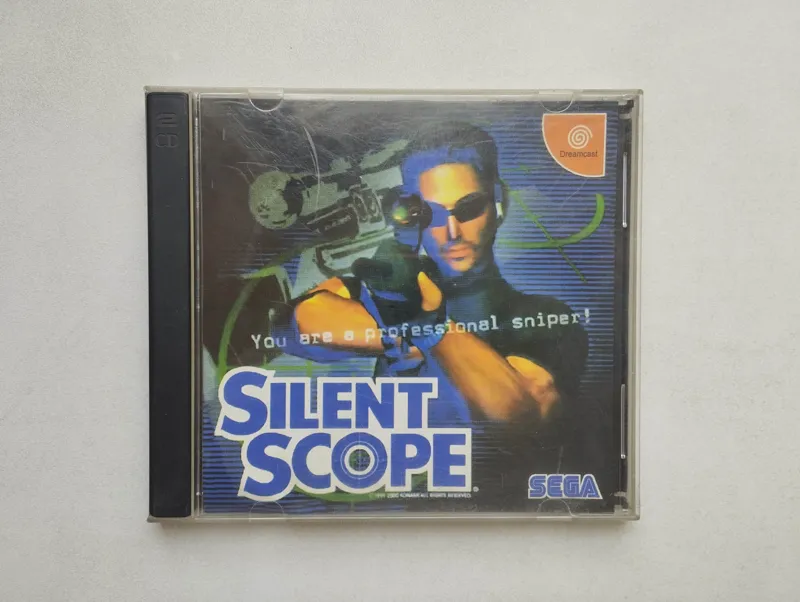 Dreamcast
You are a professional sniper!
SILENT
SCOPE
SEGA